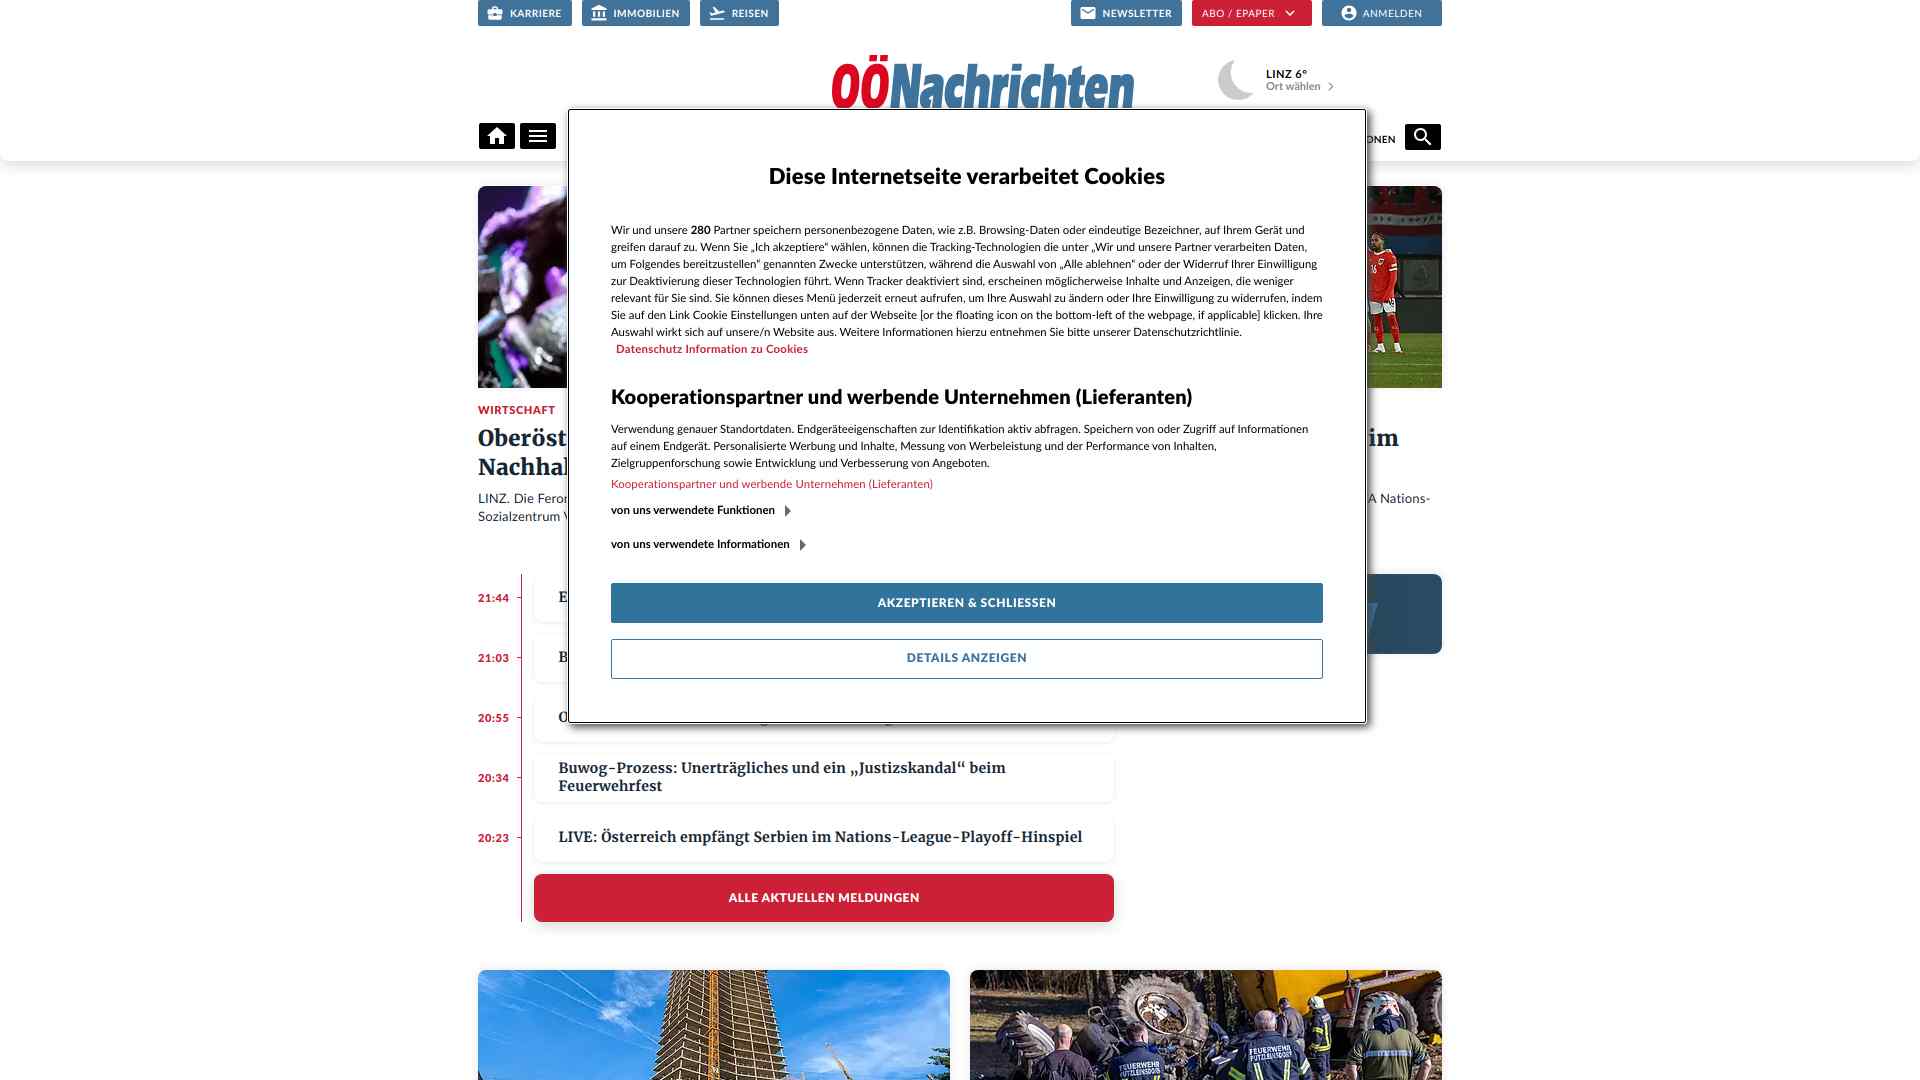 KARRIERE
IMMOBILIEN
REISEN
NEWSLETTER
ABO / EPAPER
ANMELDEN
OÖNachrichten
LINZ 6°
Ort wählen
Diese Internetseite verarbeitet Cookies
Wir und unsere 280 Partner speichern personenbezogene Daten, wie z.B. Browsing-Daten oder eindeutige Bezeichner, auf Ihrem Gerät und
greifen darauf zu. Wenn Sie „Ich akzeptiere“ wählen, können die Tracking-Technologien die unter „Wir und unsere Partner verarbeiten Daten,
um Folgendes bereitzustellen“ genannten Zwecke unterstützen, während die Auswahl von „Alle ablehnen“ oder der Widerruf Ihrer Einwilligung
zur Deaktivierung dieser Technologien führt. Wenn Tracker deaktiviert sind, erscheinen möglicherweise Inhalte und Anzeigen, die weniger
relevant für Sie sind. Sie können dieses Menü jederzeit erneut aufrufen, um Ihre Auswahl zu ändern oder Ihre Einwilligung zu widerrufen, indem
Sie auf den Link Cookie Einstellungen unten auf der Webseite [or the floating icon on the bottom-left of the webpage, if applicable] klicken. Ihre
Auswahl wirkt sich auf unsere/n Website aus. Weitere Informationen hierzu entnehmen Sie bitte unserer Datenschutzrichtlinie.
Datenschutz Information zu Cookies
Kooperationspartner und werbende Unternehmen (Lieferanten)
Verwendung genauer Standortdaten. Endgeräteeigenschaften zur Identifikation aktiv abfragen. Speichern von oder Zugriff auf Informationen
auf einem Endgerät. Personalisierte Werbung und Inhalte, Messung von Werbeleistung und der Performance von Inhalten,
Zielgruppenforschung sowie Entwicklung und Verbesserung von Angeboten.
Kooperationspartner und werbende Unternehmen (Lieferanten)
von uns verwendete Funktionen
von uns verwendete Informationen
AKZEPTIEREN & SCHLIESSEN
DETAILS ANZEIGEN
WIRTSCHAFT
Oberöst
Nachhal
LINZ. Die Feron
Sozialzentrum V
im
A Nations-
21:44
E
21:03
B
20:55
O
20:34
Buwog-Prozess: Unerträgliches und ein „Justizskandal“ beim
Feuerwehrfest
20:23
LIVE: Österreich empfängt Serbien im Nations-League-Playoff-Hinspiel
ALLE AKTUELLEN MELDUNGEN
FEUERWEHR
PUTZLEINSDORF
FEUERWEHR
PUTZLEINSDORF